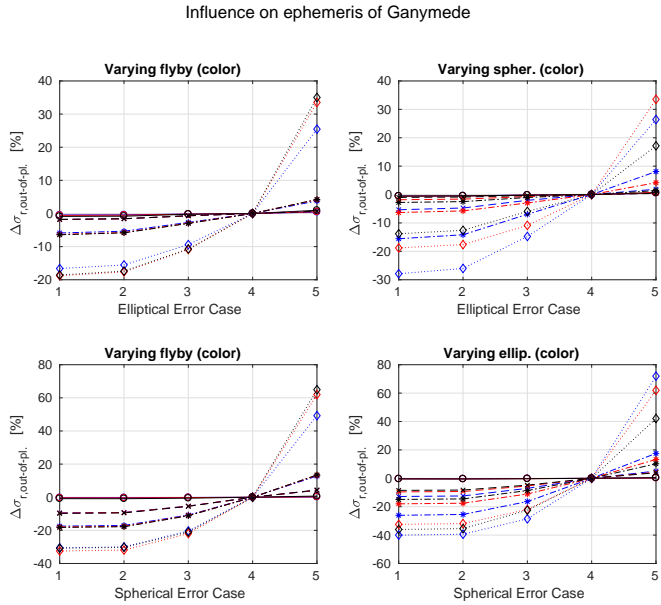 Influence on ephemeris of Ganymede
Varying flyby (color)
Δσr,out-of-pl. [%]
40
30
20
10
0
-10
-20
1 2 3 4 5
Elliptical Error Case
Varying spher. (color)
Δσr,out-of-pl. [%]
40
30
20
10
0
-10
-20
-30
1 2 3 4 5
Elliptical Error Case
Varying flyby (color)
Δσr,out-of-pl. [%]
80
60
40
20
0
-20
-40
1 2 3 4 5
Spherical Error Case
Varying ellip. (color)
Δσr,out-of-pl. [%]
80
60
40
20
0
-20
-40
-60
1 2 3 4 5
Spherical Error Case